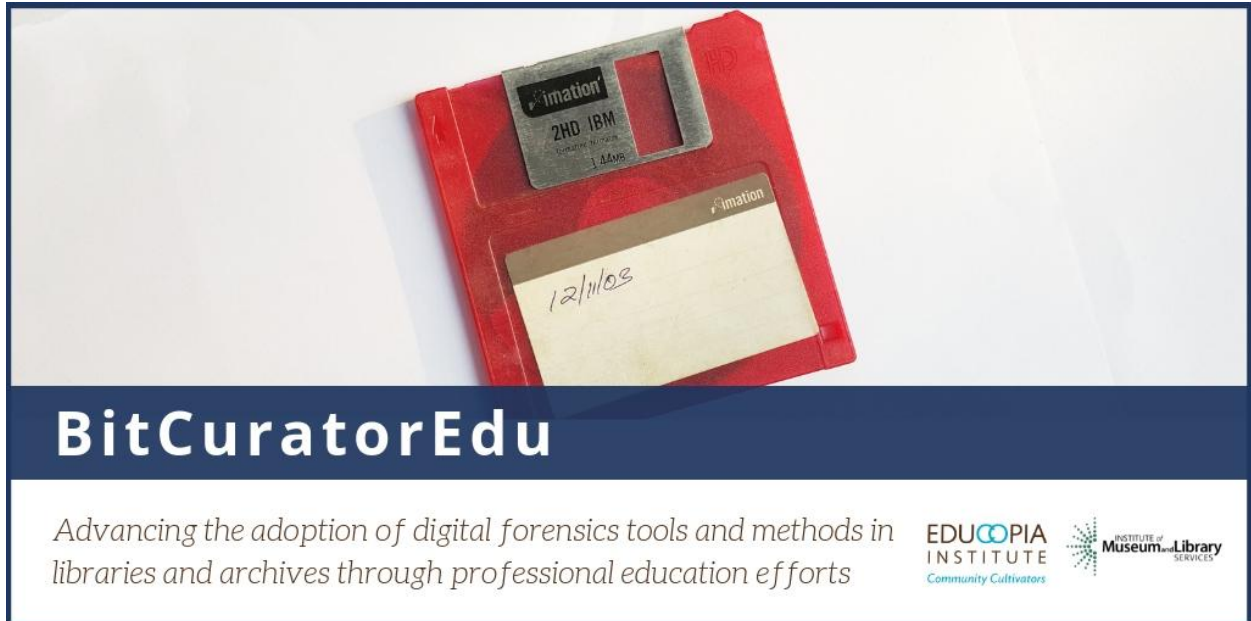 HD
imation
2HD IBM
1.44MB
imation
12/11/03
BitCuratorEdu
Advancing the adoption of digital forensics tools and methods in
libraries and archives through professional education efforts
EDUCOPIA
INSTITUTE
Community Cultivators
INSTITUTE of
Museum and Library
SERVICES